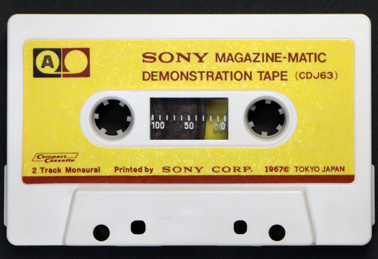 A
SONY MAGAZINE-MATIC
DEMONSTRATION TAPE (CDJ63)
100 50 0
Compact
Cassette
2 Track Monaural Printed by SONY CORP. 1967© TOKYO JAPAN